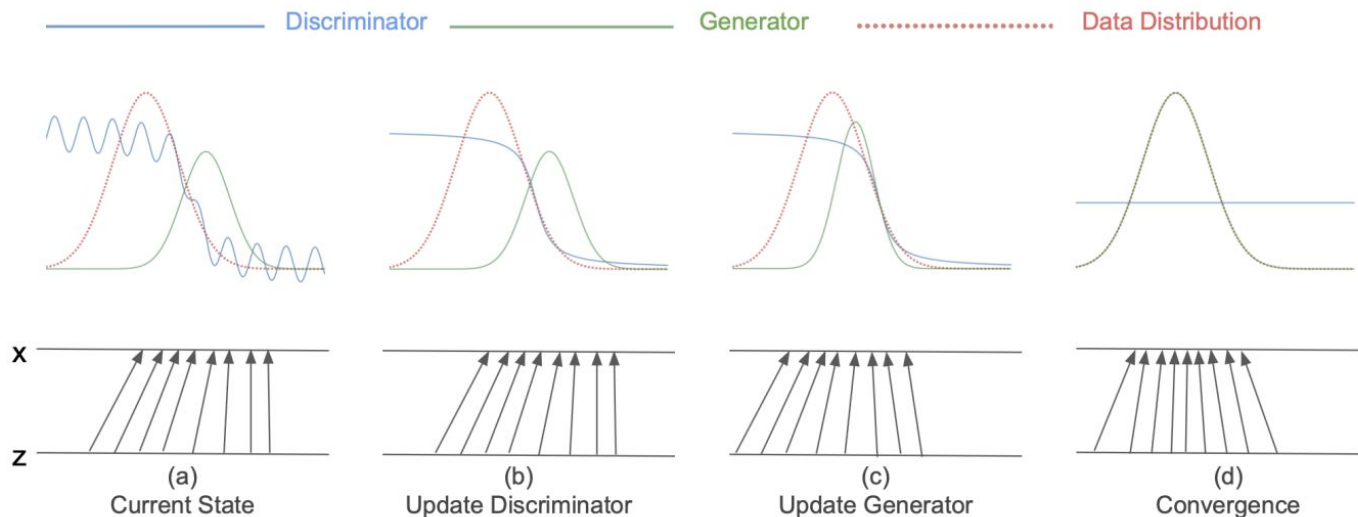 Discriminator Generator Data Distribution
X
Z
(a) (b) (c) (d)
Current State Update Discriminator Update Generator Convergence